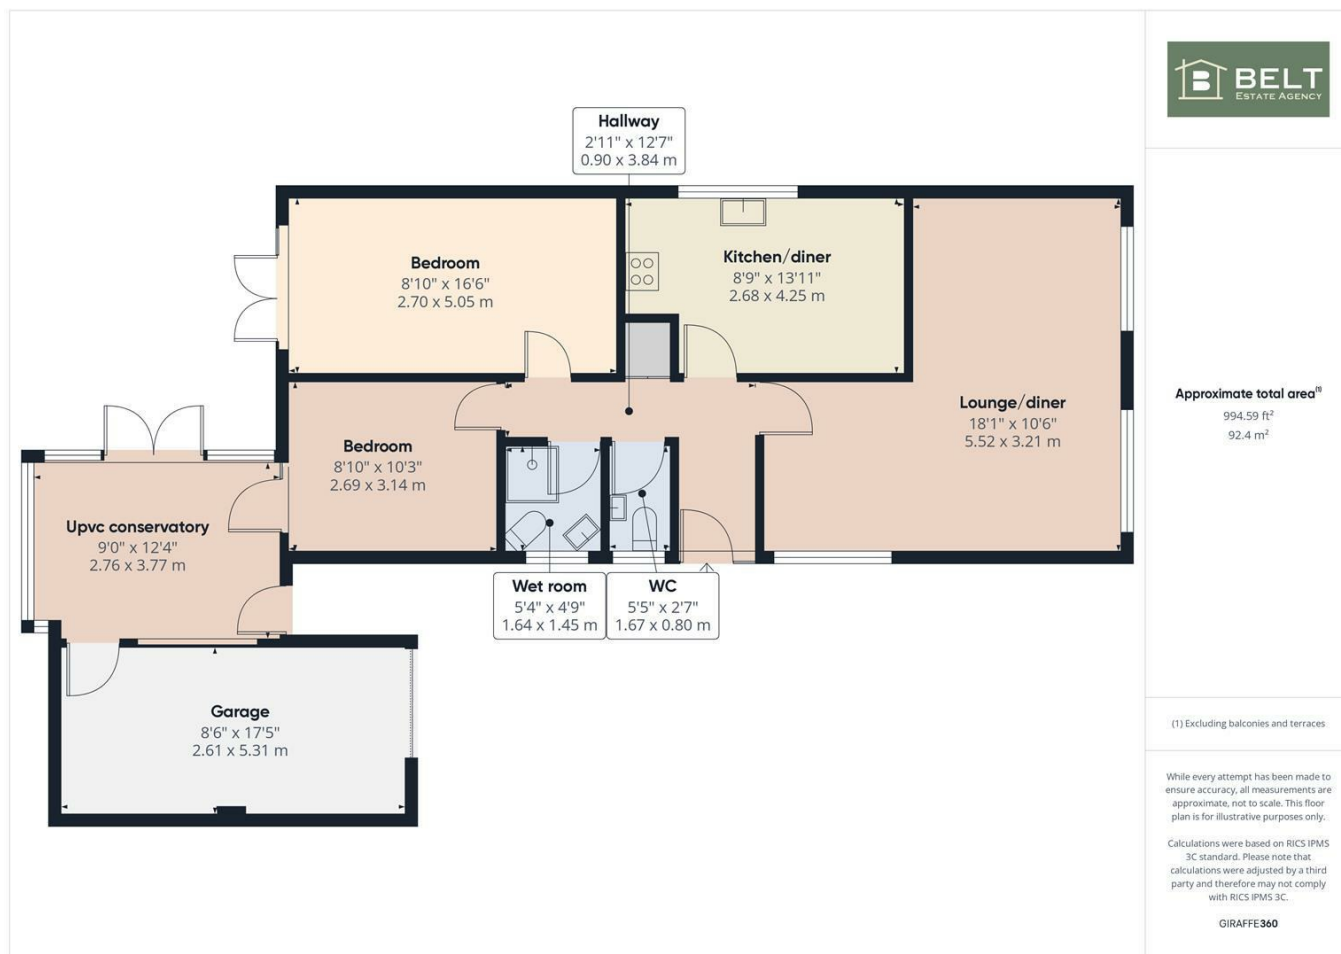 B BELT
ESTATE AGENCY
Hallway
2'11" x 12'7"
0.90 x 3.84 m
Bedroom
8'10" x 16'6"
2.70 x 5.05 m
Kitchen/diner
8'9" x 13'11"
2.68 x 4.25 m
Lounge/diner
18'1" x 10'6"
5.52 x 3.21 m
Bedroom
8'10" x 10'3"
2.69 x 3.14 m
Upvc conservatory
9'0" x 12'4"
2.76 x 3.77 m
Wet room
5'4" x 4'9"
1.64 x 1.45 m
WC
5'5" x 2'7"
1.67 x 0.80 m
Garage
8'6" x 17'5"
2.61 x 5.31 m
Approximate total area⁽¹⁾
994.59 ft²
92.4 m²
(1) Excluding balconies and terraces
While every attempt has been made to
ensure accuracy, all measurements are
approximate, not to scale. This floor
plan is for illustrative purposes only.
Calculations were based on RICS IPMS
3C standard. Please note that
calculations were adjusted by a third
party and therefore may not comply
with RICS IPMS 3C.
GIRAFFE360